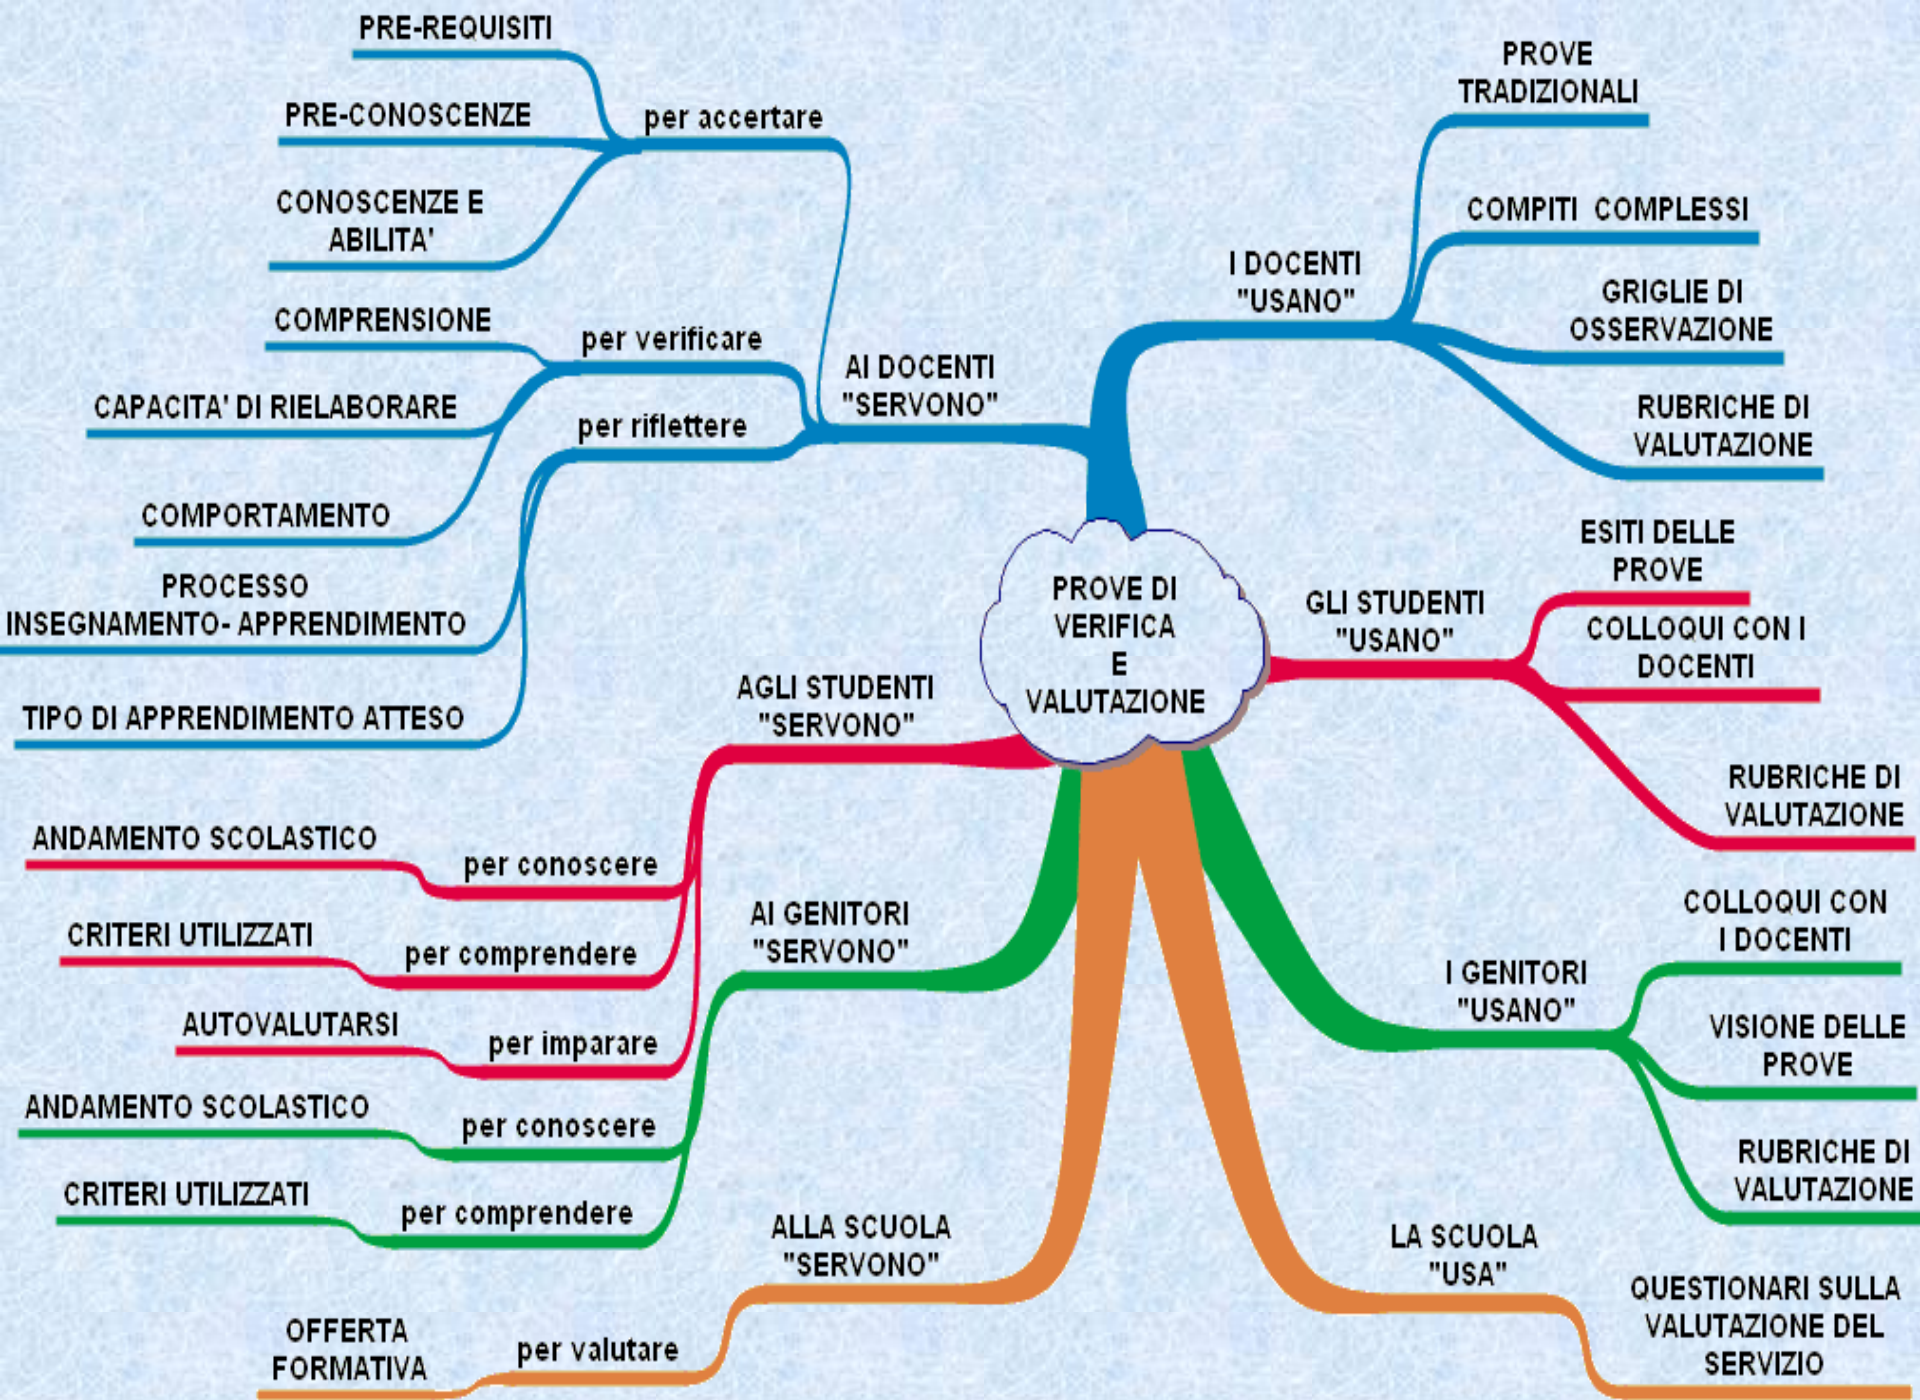 PROVE DI
VERIFICA
E
VALUTAZIONE
I DOCENTI
"USANO"
PROVE
TRADIZIONALI
COMPITI  COMPLESSI
GRIGLIE DI
OSSERVAZIONE
RUBRICHE DI
VALUTAZIONE
GLI STUDENTI
"USANO"
ESITI DELLE
PROVE
COLLOQUI CON I
DOCENTI
RUBRICHE DI
VALUTAZIONE
I GENITORI
"USANO"
COLLOQUI CON
I DOCENTI
VISIONE DELLE
PROVE
RUBRICHE DI
VALUTAZIONE
LA SCUOLA
"USA"
QUESTIONARI SULLA
VALUTAZIONE DEL
SERVIZIO
AI DOCENTI
"SERVONO"
per accertare
PRE-REQUISITI
PRE-CONOSCENZE
CONOSCENZE E
ABILITA'
per verificare
COMPRENSIONE
CAPACITA' DI RIELABORARE
COMPORTAMENTO
per riflettere
PROCESSO
INSEGNAMENTO- APPRENDIMENTO
TIPO DI APPRENDIMENTO ATTESO
AGLI STUDENTI
"SERVONO"
per conoscere
ANDAMENTO SCOLASTICO
per comprendere
CRITERI UTILIZZATI
per imparare
AUTOVALUTARSI
AI GENITORI
"SERVONO"
per conoscere
ANDAMENTO SCOLASTICO
per comprendere
CRITERI UTILIZZATI
ALLA SCUOLA
"SERVONO"
per valutare
OFFERTA
FORMATIVA